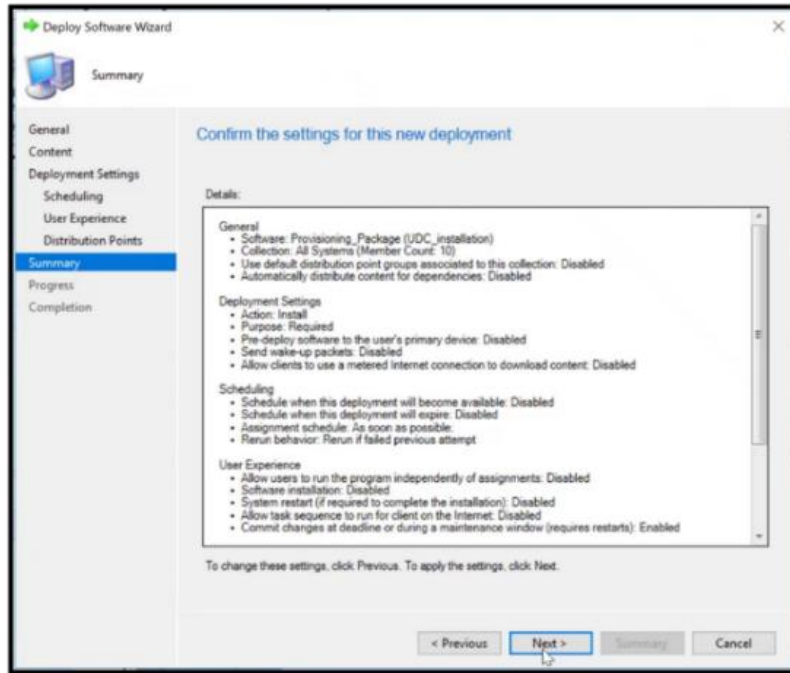 Deploy Software Wizard
Summary
General
Content
Deployment Settings
Scheduling
User Experience
Distribution Points
Summary
Progress
Completion
Confirm the settings for this new deployment
Details:
General
• Software: Provisioning_Package (UDC_installation)
• Collection: All Systems (Member Count: 10)
• Use default distribution point groups associated to this collection: Disabled
• Automatically distribute content for dependencies: Disabled
Deployment Settings
• Action: Install
• Purpose: Required
• Pre-deploy software to the user's primary device: Disabled
• Send wake-up packets: Disabled
• Allow clients to use a metered Internet connection to download content: Disabled
Scheduling
• Schedule when this deployment will become available: Disabled
• Schedule when this deployment will expire: Disabled
• Assignment schedule: As soon as possible;
• Rerun behavior: Rerun if failed previous attempt
User Experience
• Allow users to run the program independently of assignments: Disabled
• Software installation: Disabled
• System restart (if required to complete the installation): Disabled
• Allow task sequence to run for client on the Internet: Disabled
• Commit changes at deadline or during a maintenance window (requires restarts): Enabled
To change these settings, click Previous. To apply the settings, click Next.
< Previous
Next >
Summary
Cancel